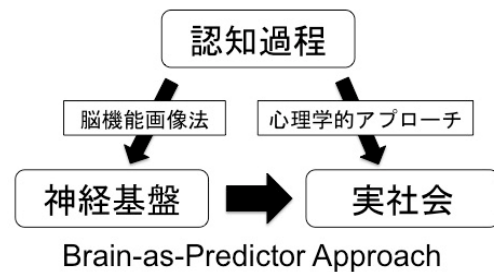 認知過程
脳機能画像法
心理学的アプローチ
神経基盤
実社会
Brain-as-Predictor Approach